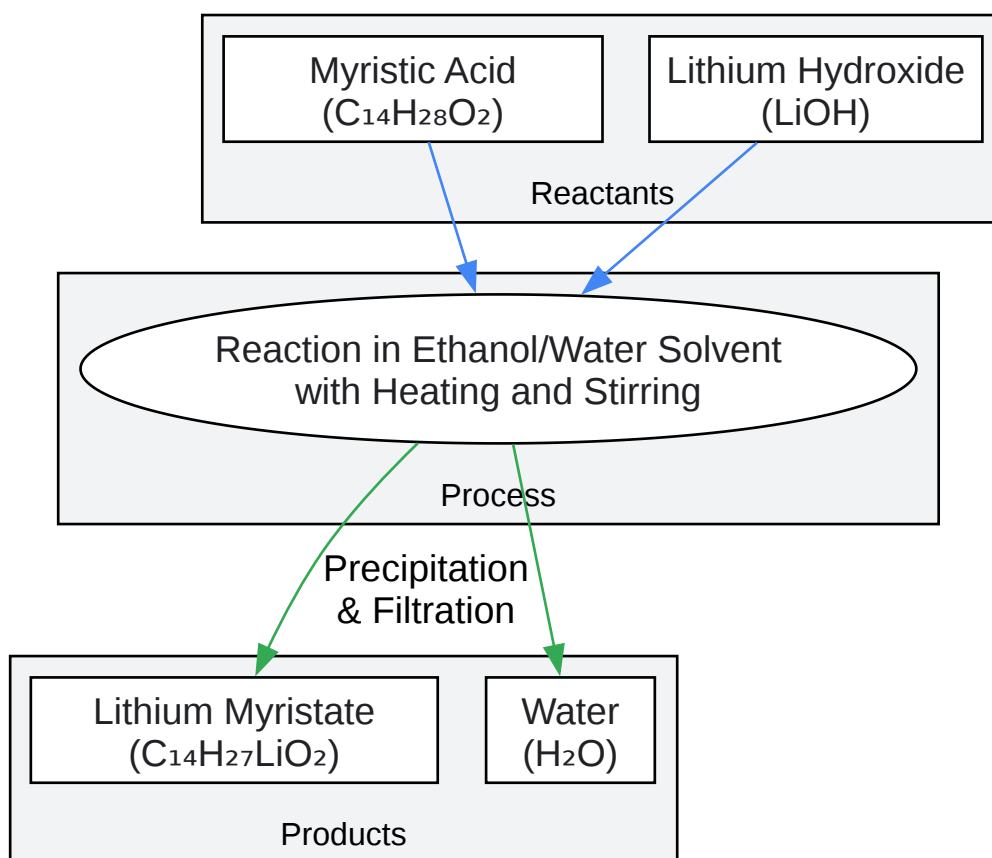 Myristic Acid
(C₁₄H₂₈O₂)
Lithium Hydroxide
(LiOH)
Reactants
Reaction in Ethanol/Water Solvent
with Heating and Stirring
Process
Precipitation
& Filtration
Lithium Myristate
(C₁₄H₂₇LiO₂)
Water
(H₂O)
Products